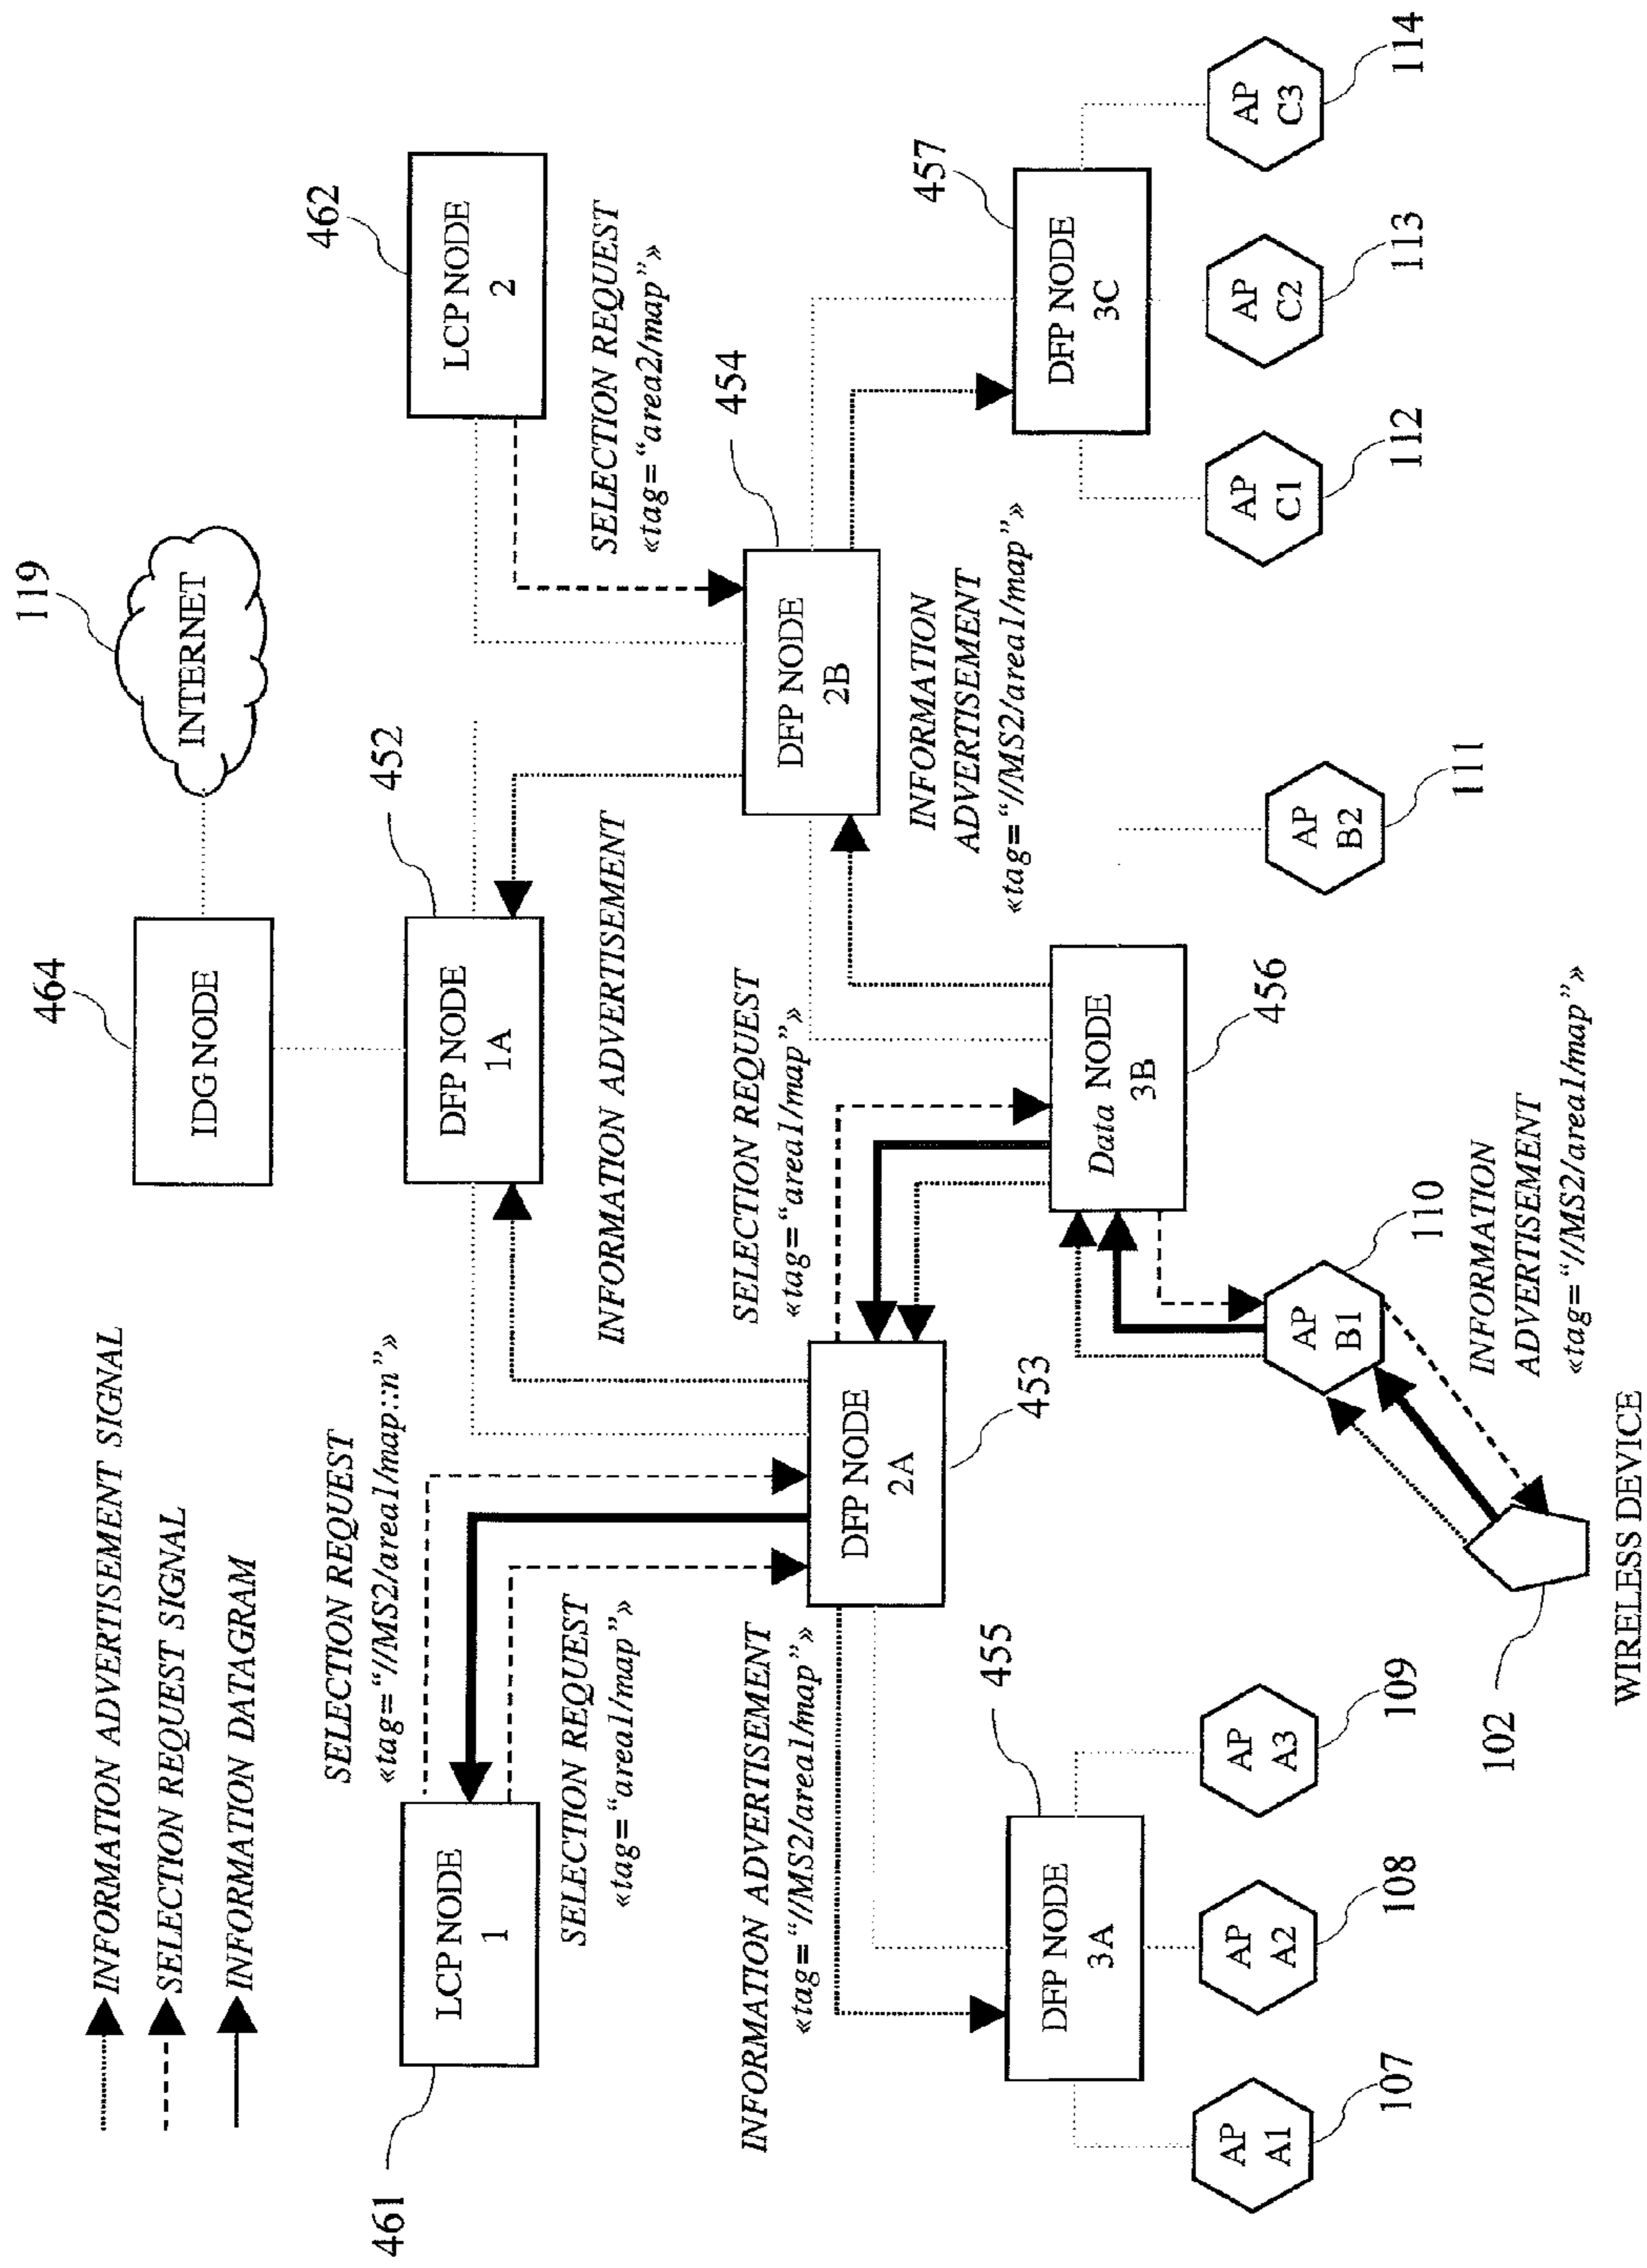 INFORMATION ADVERTISEMENT SIGNAL
SELECTION REQUEST SIGNAL
INFORMATION DATAGRAM
119
INTERNET
464
IDG NODE
462
LCP NODE
2
461
LCP NODE
1
SELECTION REQUEST
«tag=“//MS2/area1/map::n”»
452
DFP NODE
1A
SELECTION REQUEST
«tag=“area2/map”»
SELECTION REQUEST
«tag=“area1/map”»
INFORMATION ADVERTISEMENT
454
DFP NODE
2B
INFORMATION ADVERTISEMENT
«tag=“//MS2/area1/map”»
DFP NODE
2A
453
SELECTION REQUEST
«tag=“area1/map”»
INFORMATION
ADVERTISEMENT
«tag=“//MS2/area1/map”»
457
DFP NODE
3C
455
DFP NODE
3A
Data NODE
3B
456
AP
A1
107
AP
A2
108
AP
A3
109
AP
B1
110
AP
B2
111
AP
C1
112
AP
C2
113
AP
C3
114
102
WIRELESS DEVICE
INFORMATION
ADVERTISEMENT
«tag=“//MS2/area1/map”»